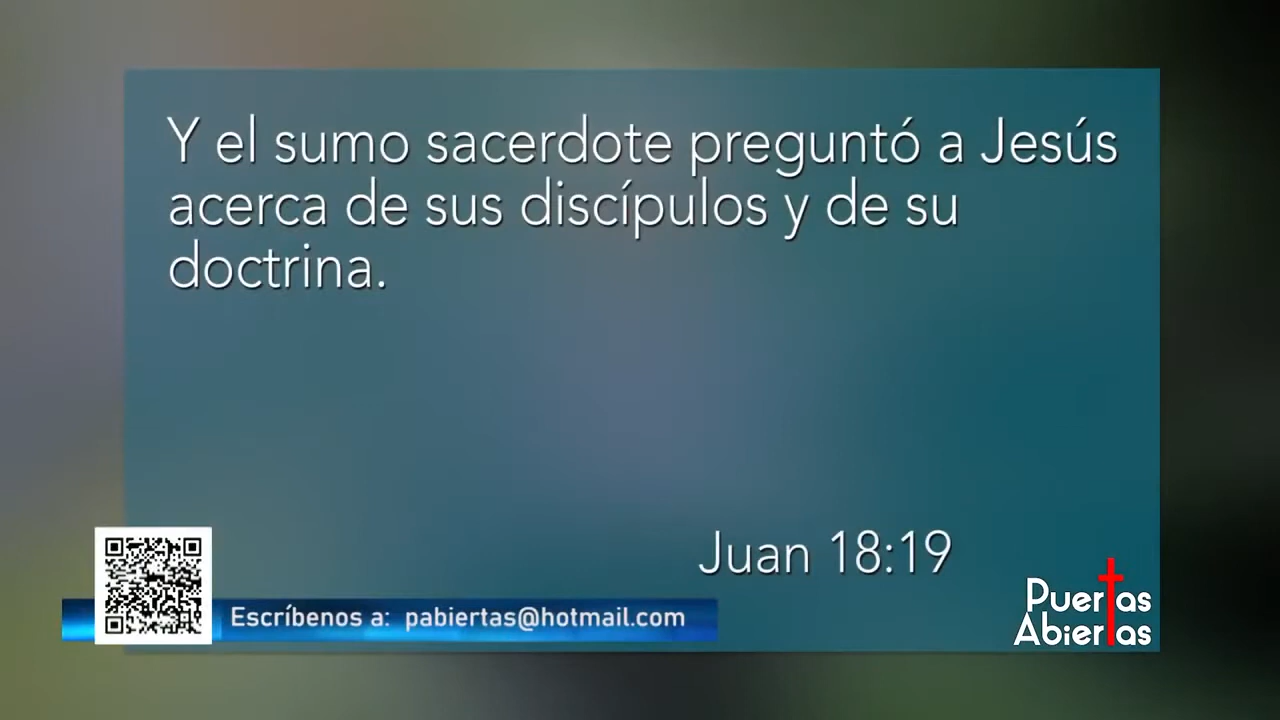 Y el sumo sacerdote preguntó a Jesús
acerca de sus discípulos y de su
doctrina.
Juan 18:19
Escríbenos a: pabiertas@hotmail.com
Puertas
Abiertas